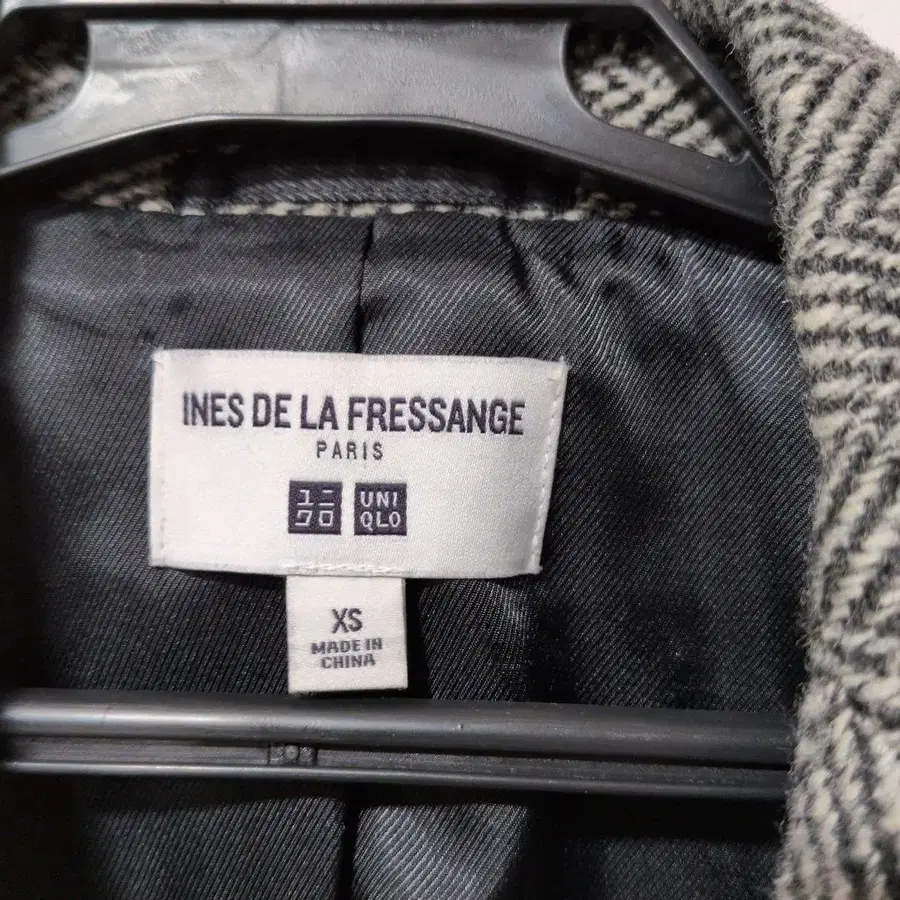 INES DE LA FRESSANGE
PARIS
ユニ UNI
クロ QLO
XS
MADE IN
CHINA